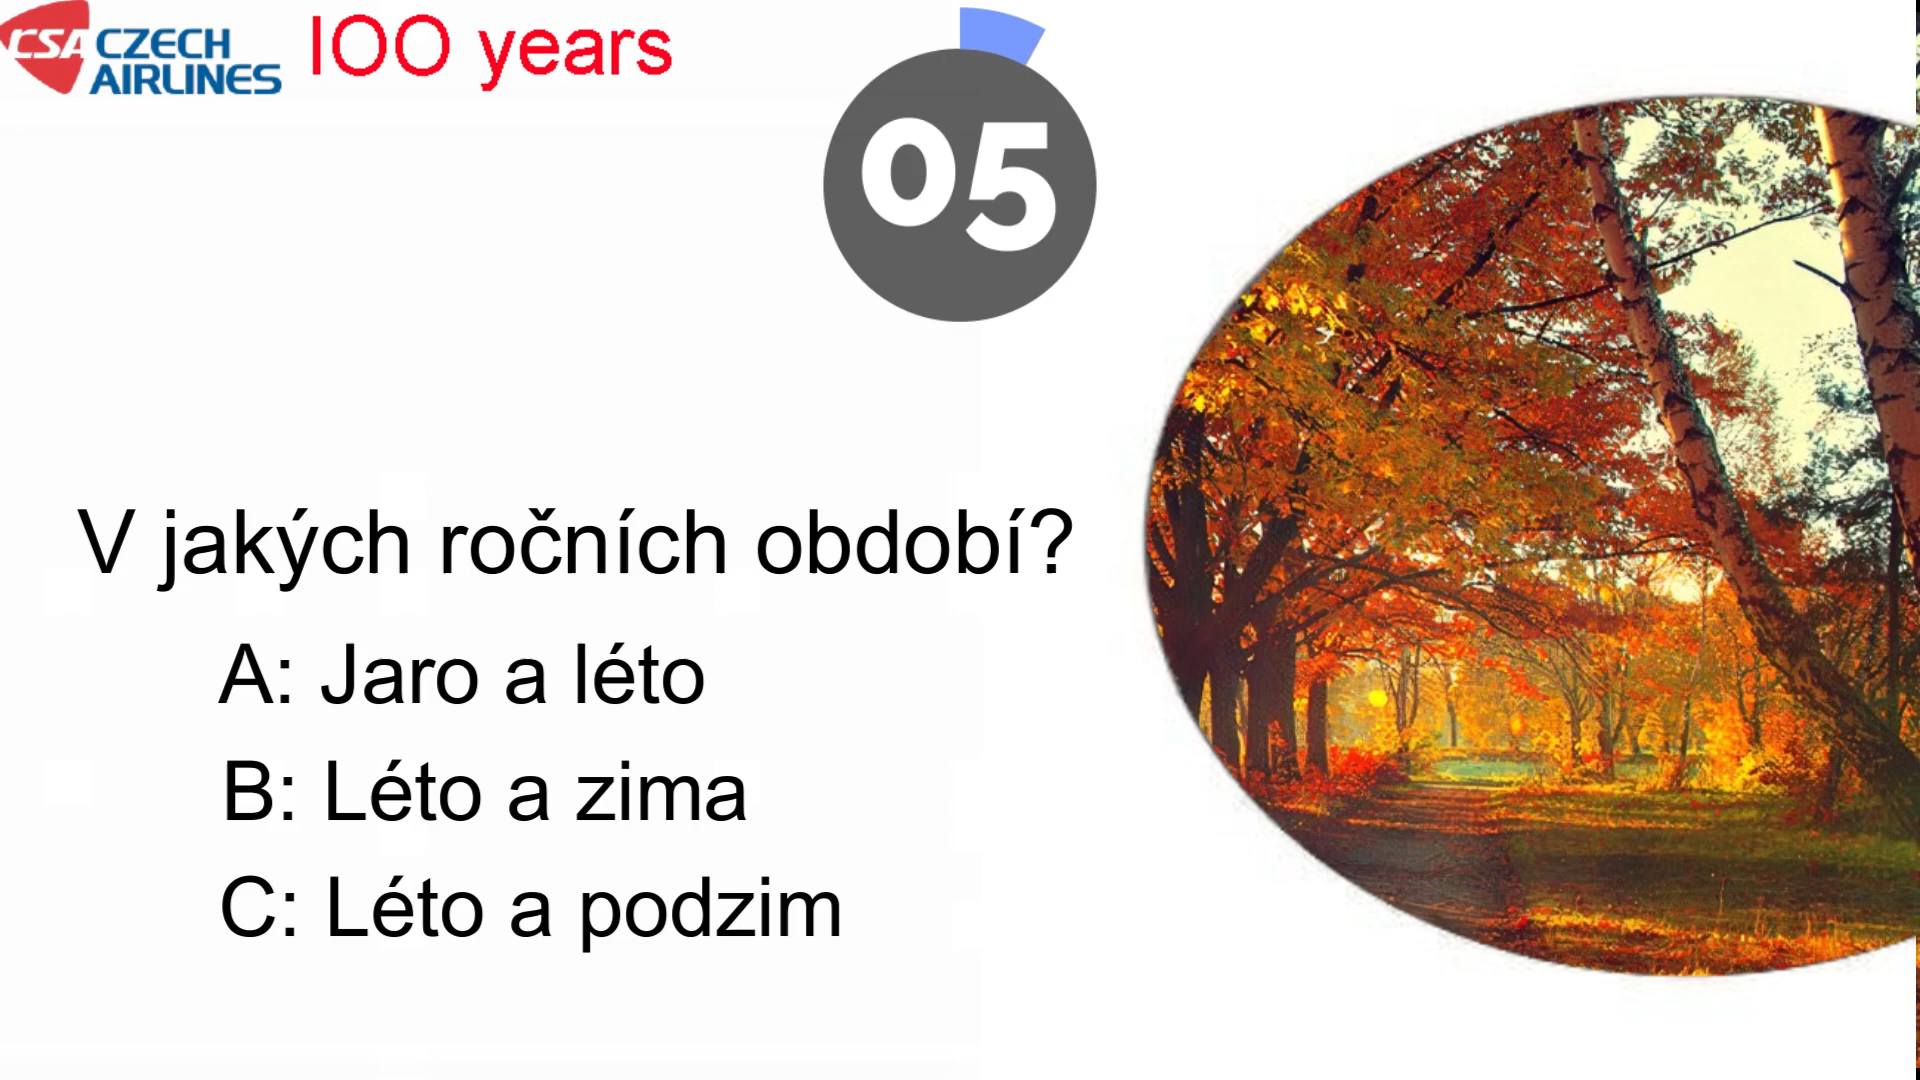 CSA CZECH
AIRLINES
100 years
05
V jakých ročních období?
A: Jaro a léto
B: Léto a zima
C: Léto a podzim